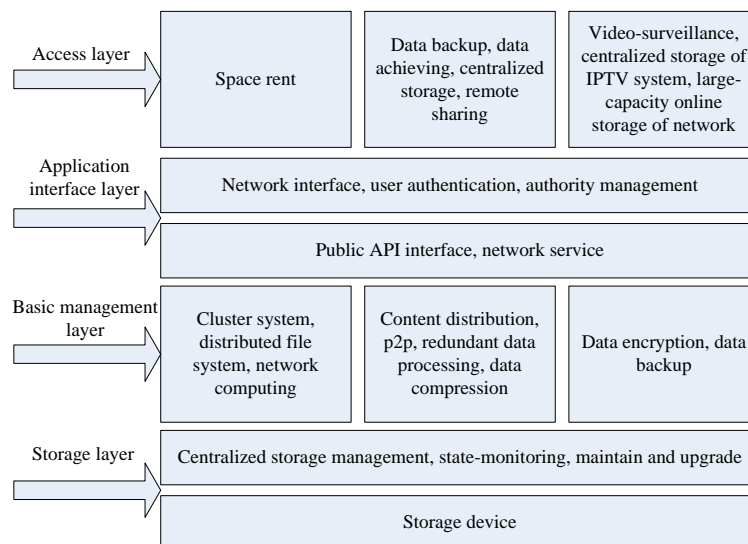 Access layer
Space rent
Data backup, data
achieving, centralized
storage, remote
sharing
Video-surveillance,
centralized storage of
IPTV system, large-
capacity online
storage of network
Application
interface layer
Network interface, user authentication, authority management
Public API interface, network service
Basic management
layer
Cluster system,
distributed file
system, network
computing
Content distribution,
p2p, redundant data
processing, data
compression
Data encryption, data
backup
Storage layer
Centralized storage management, state-monitoring, maintain and upgrade
Storage device